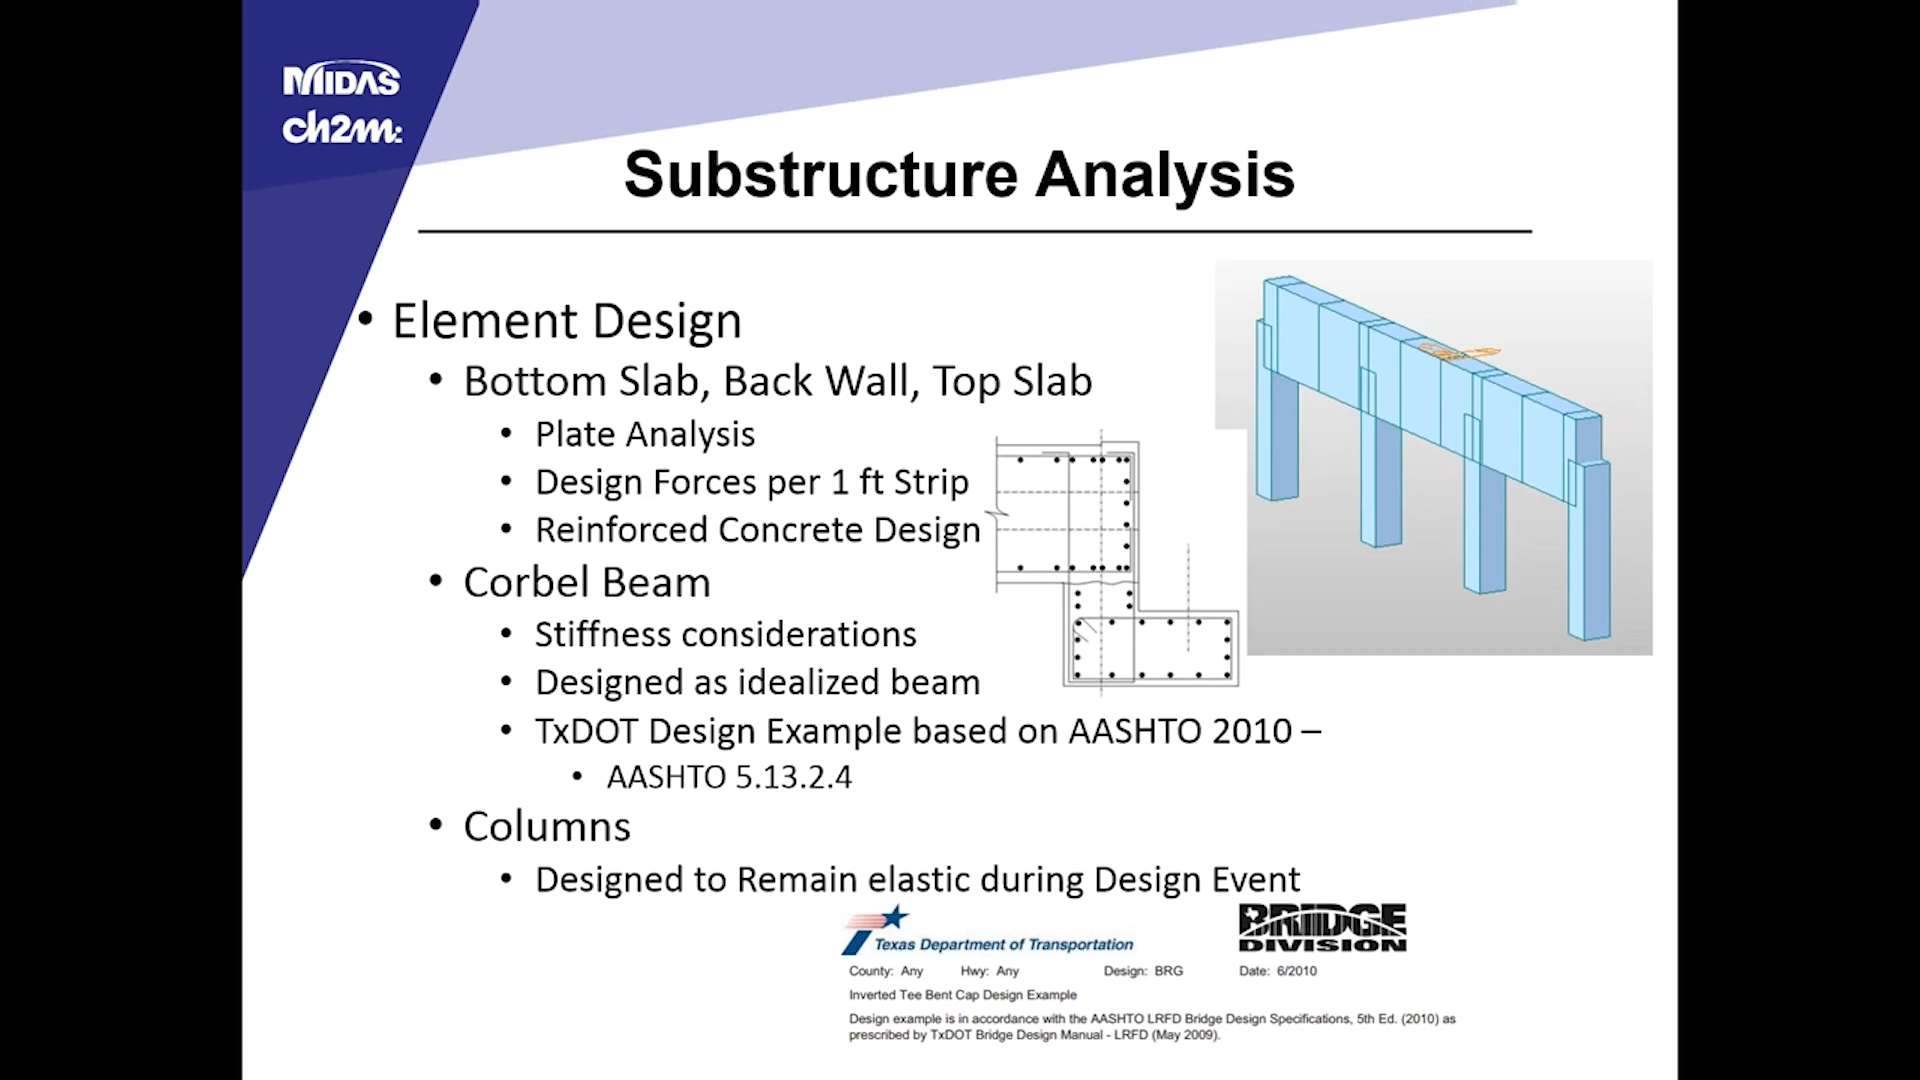 MIDAS
ch2m:
Substructure Analysis
• Element Design
• Bottom Slab, Back Wall, Top Slab
• Plate Analysis
• Design Forces per 1 ft Strip
• Reinforced Concrete Design
• Corbel Beam
• Stiffness considerations
• Designed as idealized beam
• TxDOT Design Example based on AASHTO 2010 –
• AASHTO 5.13.2.4
• Columns
• Designed to Remain elastic during Design Event
Texas Department of Transportation
BRIDGE
DIVISION
County: Any Hwy: Any Design: BRG Date: 6/2010
Inverted Tee Bent Cap Design Example
Design example is in accordance with the AASHTO LRFD Bridge Design Specifications, 5th Ed. (2010) as
prescribed by TxDOT Bridge Design Manual - LRFD (May 2009).